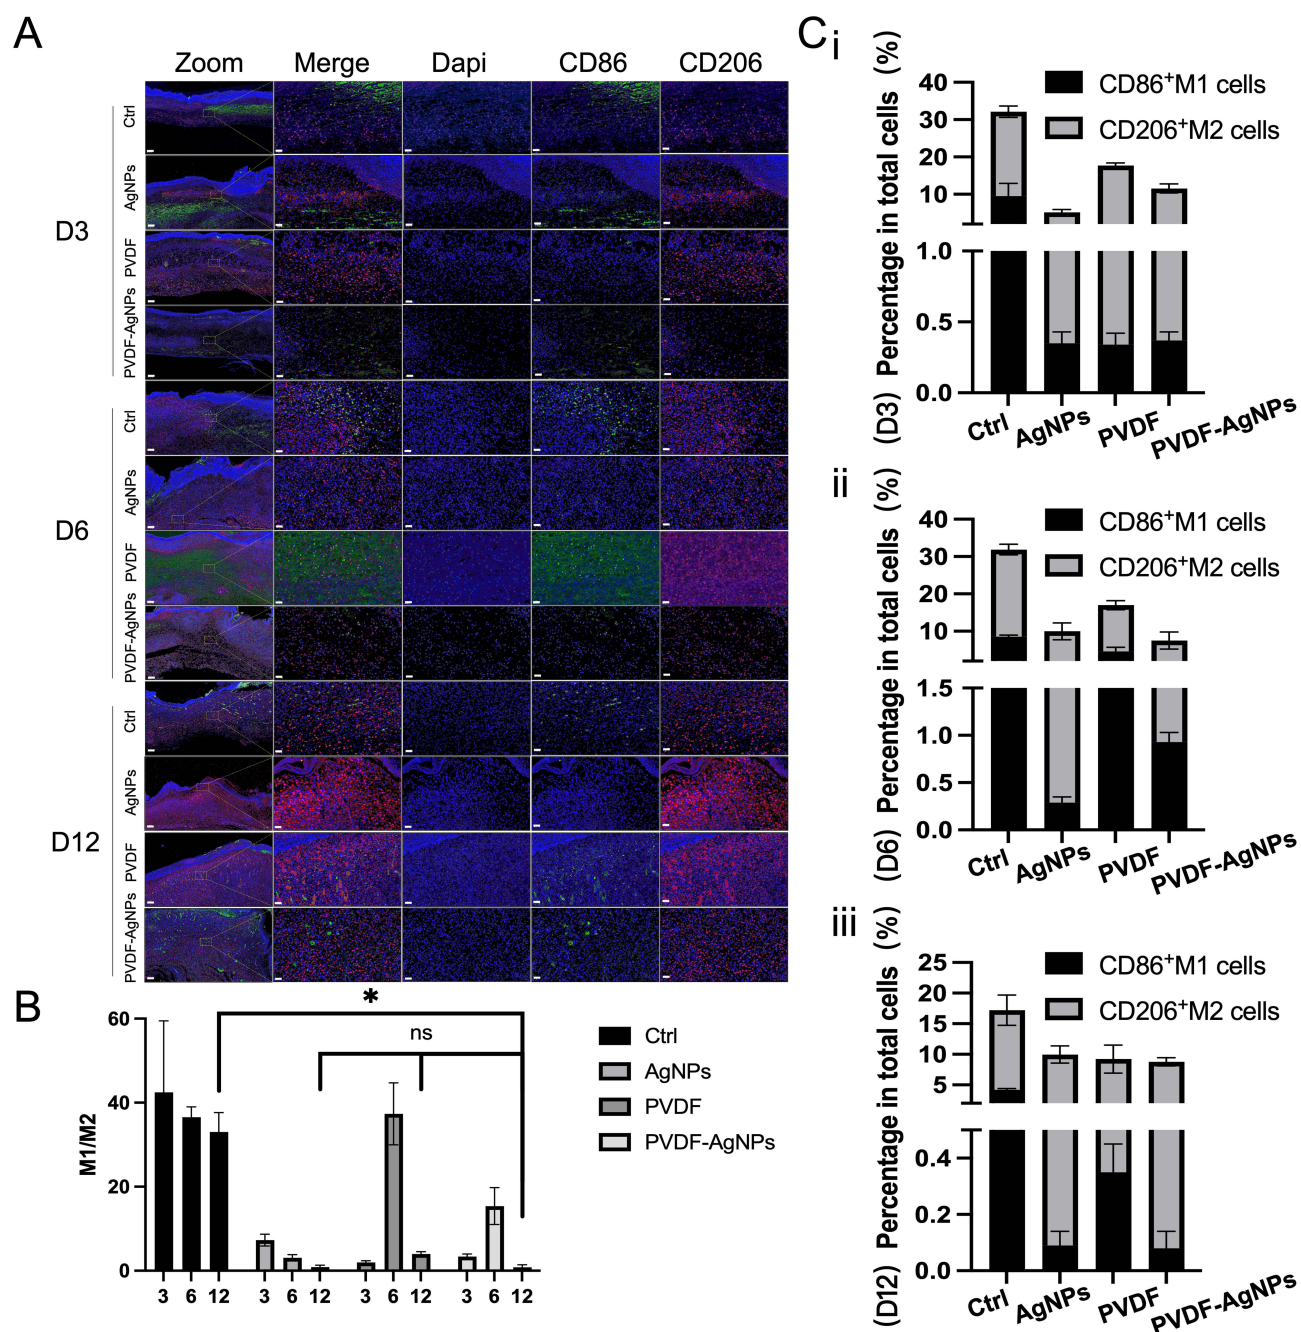 A
Zoom Merge Dapi CD86 CD206
D3
Ctrl
AgNPs
PVDF
PVDF-AgNPs
D6
Ctrl
AgNPs
PVDF
PVDF-AgNPs
D12
Ctrl
AgNPs
PVDF
PVDF-AgNPs
B
M1/M2
60
40
20
0
*
ns
3 6 12 3 6 12 3 6 12 3 6 12
Ctrl
AgNPs
PVDF
PVDF-AgNPs
C
i
(D3) Percentage in total cells (%)
40
30
20
10
1.0
0.5
0.0
CD86+M1 cells
CD206+M2 cells
Ctrl AgNPs PVDF PVDF-AgNPs
ii
(D6) Percentage in total cells (%)
40
30
20
10
1.5
1.0
0.5
0.0
CD86+M1 cells
CD206+M2 cells
Ctrl AgNPs PVDF PVDF-AgNPs
iii
(D12) Percentage in total cells (%)
25
20
15
10
5
0.4
0.2
0.0
CD86+M1 cells
CD206+M2 cells
Ctrl AgNPs PVDF PVDF-AgNPs